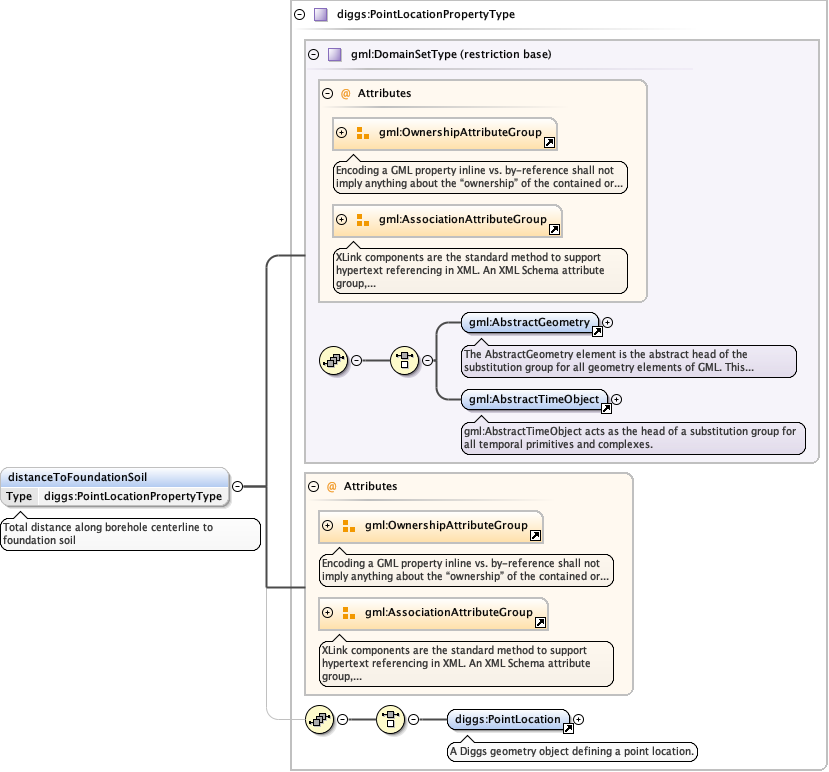 diggs:PointLocationPropertyType
gml:DomainSetType (restriction base)
@ Attributes
gml:OwnershipAttributeGroup
Encoding a GML property inline vs. by-reference shall not
imply anything about the “ownership” of the contained or...
gml:AssociationAttributeGroup
XLink components are the standard method to support
hypertext referencing in XML. An XML Schema attribute
group,...
gml:AbstractGeometry
The AbstractGeometry element is the abstract head of the
substitution group for all geometry elements of GML. This...
gml:AbstractTimeObject
gml:AbstractTimeObject acts as the head of a substitution group for
all temporal primitives and complexes.
distanceToFoundationSoil
Type diggs:PointLocationPropertyType
Total distance along borehole centerline to
foundation soil
@ Attributes
gml:OwnershipAttributeGroup
Encoding a GML property inline vs. by-reference shall not
imply anything about the “ownership” of the contained or...
gml:AssociationAttributeGroup
XLink components are the standard method to support
hypertext referencing in XML. An XML Schema attribute
group,...
diggs:PointLocation
A Diggs geometry object defining a point location.